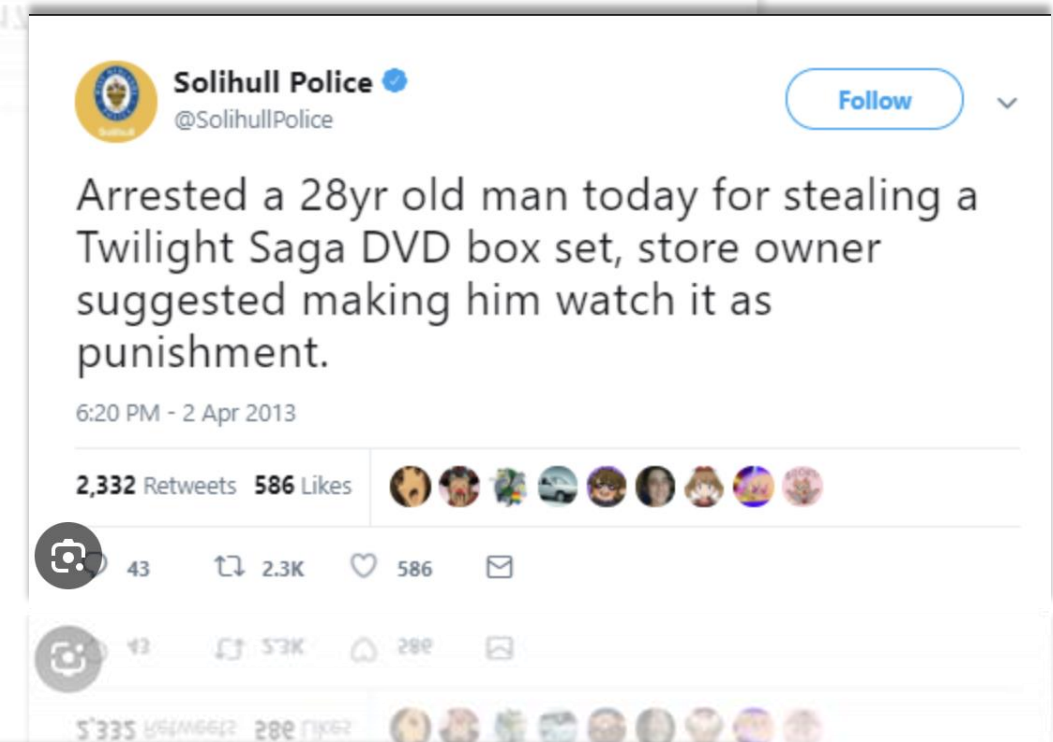 Solihull Police
@SolihullPolice
Follow
Arrested a 28yr old man today for stealing a
Twilight Saga DVD box set, store owner
suggested making him watch it as
punishment.
6:20 PM - 2 Apr 2013
2,332 Retweets 586 Likes
43 2.3K 586